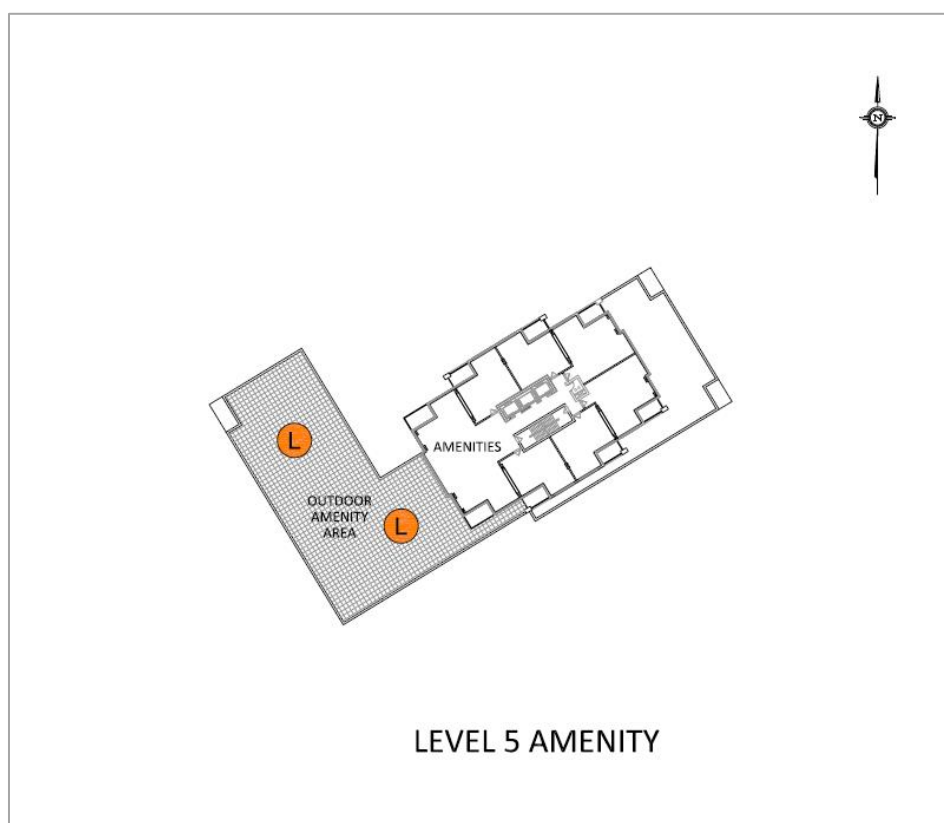 N
AMENITIES
L
OUTDOOR
AMENITY
AREA
L
LEVEL 5 AMENITY